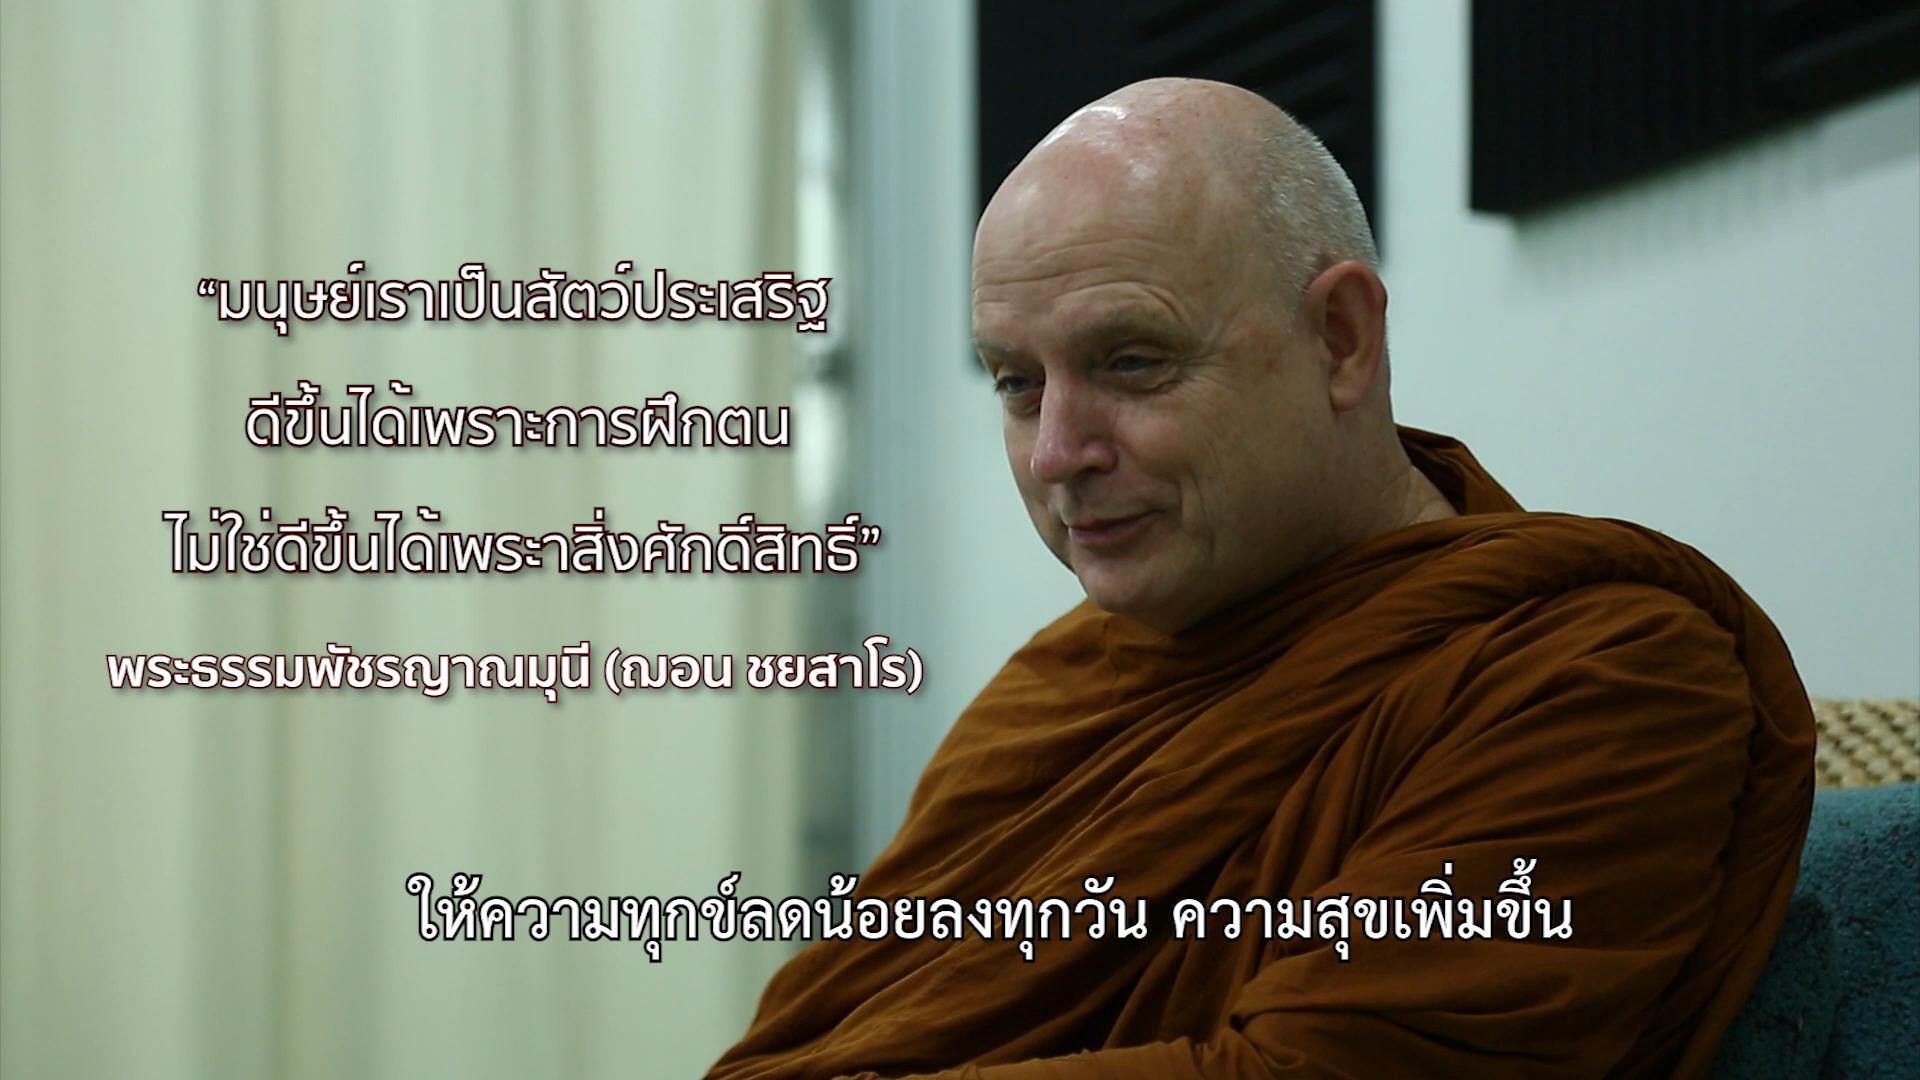 “มนุษย์เราเป็นสัตว์ประเสริฐ
ดีขึ้นได้เพราะการฝึกตน
ไม่ใช่ดีขึ้นได้เพระาสิ่งศักดิ์สิทธิ์”
พระธรรมพัชรญาณมุนี (ฌอน ชยสาโร)
ให้ความทุกข์ลดน้อยลงทุกวัน ความสุขเพิ่มขึ้น